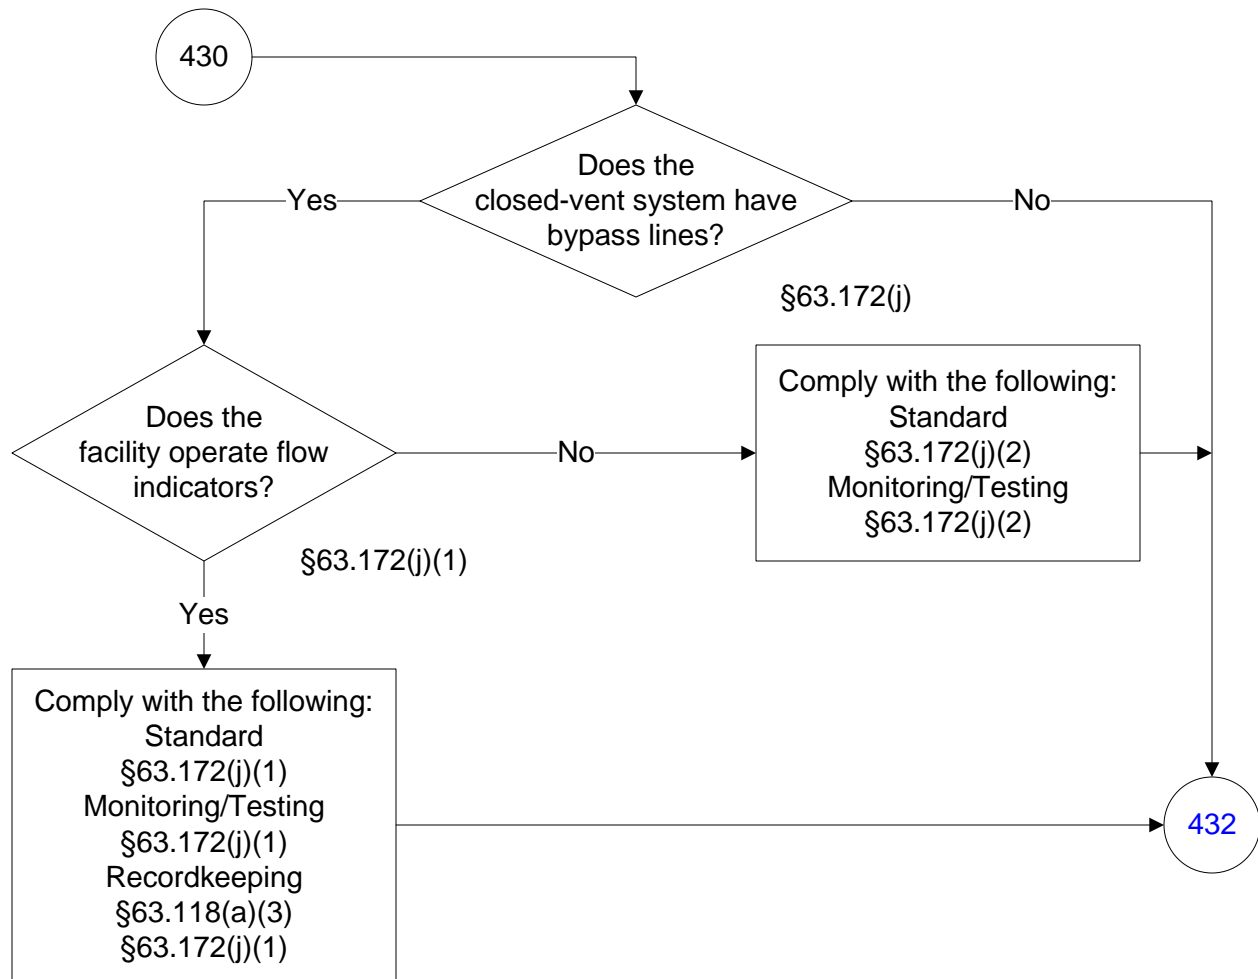 430
Does the
closed-vent system have
bypass lines?
Yes
No
§63.172(j)
Does the
facility operate flow
indicators?
No
Comply with the following:
Standard
§63.172(j)(2)
Monitoring/Testing
§63.172(j)(2)
§63.172(j)(1)
Yes
Comply with the following:
Standard
§63.172(j)(1)
Monitoring/Testing
§63.172(j)(1)
Recordkeeping
§63.118(a)(3)
§63.172(j)(1)
432